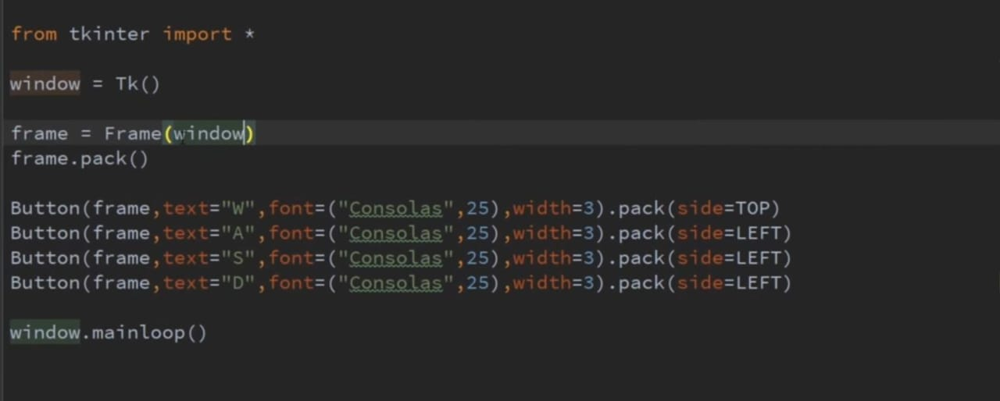 from tkinter import *
window = Tk()
frame = Frame(window)
frame.pack()
Button(frame,text="W",font=("Consolas",25),width=3).pack(side=TOP)
Button(frame,text="A",font=("Consolas",25),width=3).pack(side=LEFT)
Button(frame,text="S",font=("Consolas",25),width=3).pack(side=LEFT)
Button(frame,text="D",font=("Consolas",25),width=3).pack(side=LEFT)
window.mainloop()